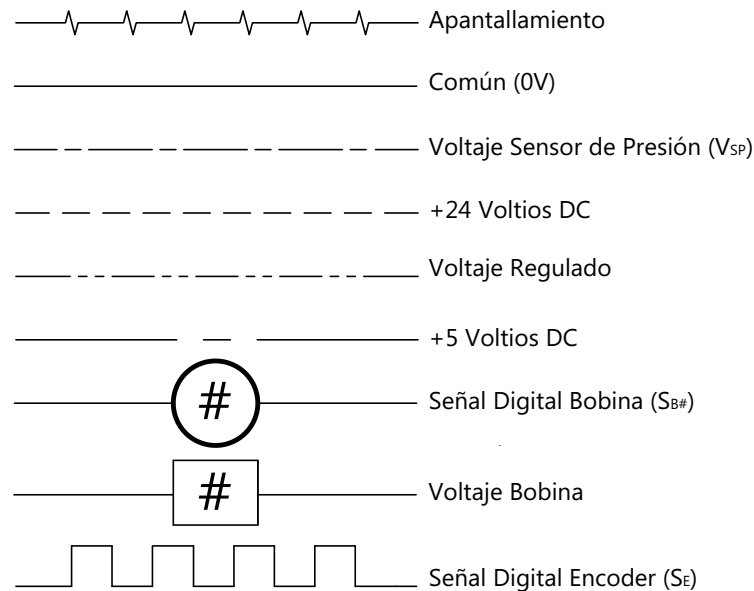 Apantallamiento
Común (0V)
Voltaje Sensor de Presión (VSP)
+24 Voltios DC
Voltaje Regulado
+5 Voltios DC
# Señal Digital Bobina (SB#)
# Voltaje Bobina
Señal Digital Encoder (SE)